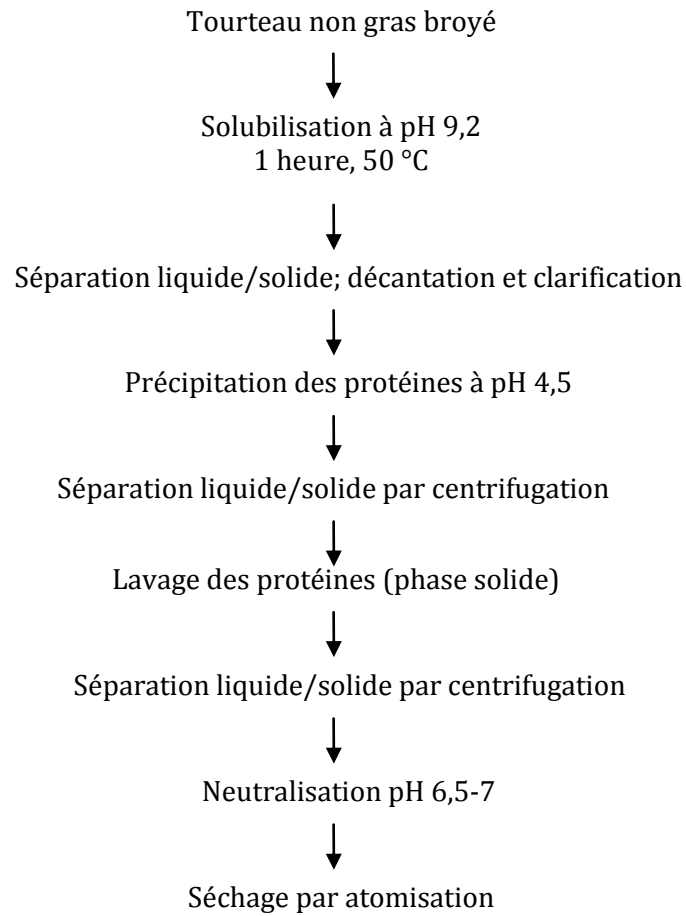 Tourteau non gras broyé
Solubilisation à pH 9,2
1 heure, 50 °C
Séparation liquide/solide; décantation et clarification
Précipitation des protéines à pH 4,5
Séparation liquide/solide par centrifugation
Lavage des protéines (phase solide)
Séparation liquide/solide par centrifugation
Neutralisation pH 6,5-7
Séchage par atomisation